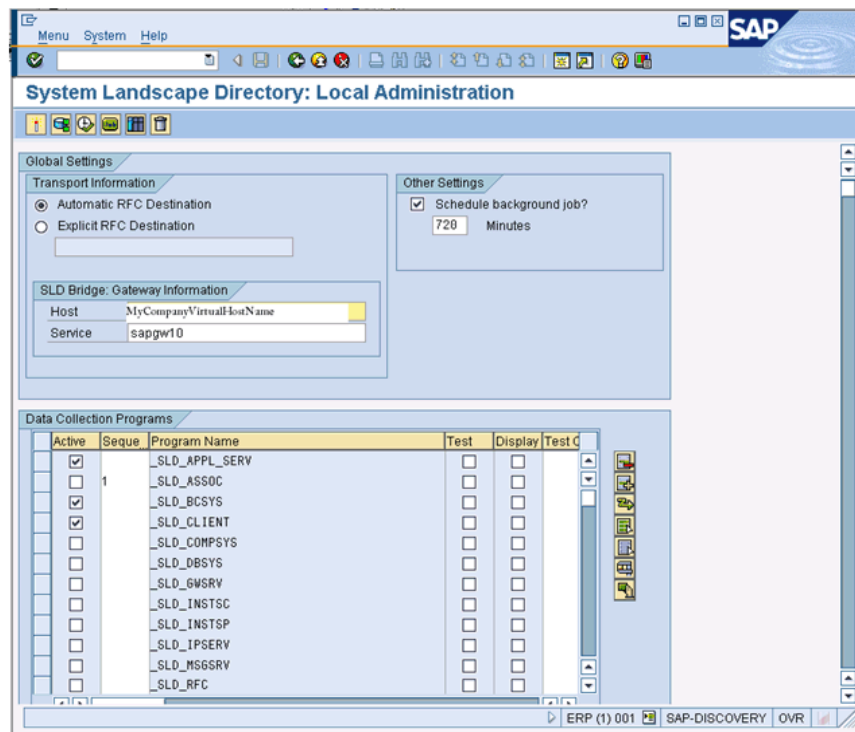 Menu System Help
SAP
System Landscape Directory: Local Administration
Global Settings
Transport Information
Automatic RFC Destination
Explicit RFC Destination
Other Settings
Schedule background job?
720 Minutes
SLD Bridge: Gateway Information
Host MyCompanyVirtualHostName
Service sapgw10
Data Collection Programs
Active Seque Program Name Test Display Test C
_SLD_APPL_SERV
1 _SLD_ASSOC
_SLD_BCSYS
_SLD_CLIENT
_SLD_COMPSYS
_SLD_DBSYS
_SLD_GWSRV
_SLD_INSTSC
_SLD_INSTSP
_SLD_IPSERV
_SLD_MSGSRV
_SLD_RFC
ERP (1) 001 SAP-DISCOVERY OVR